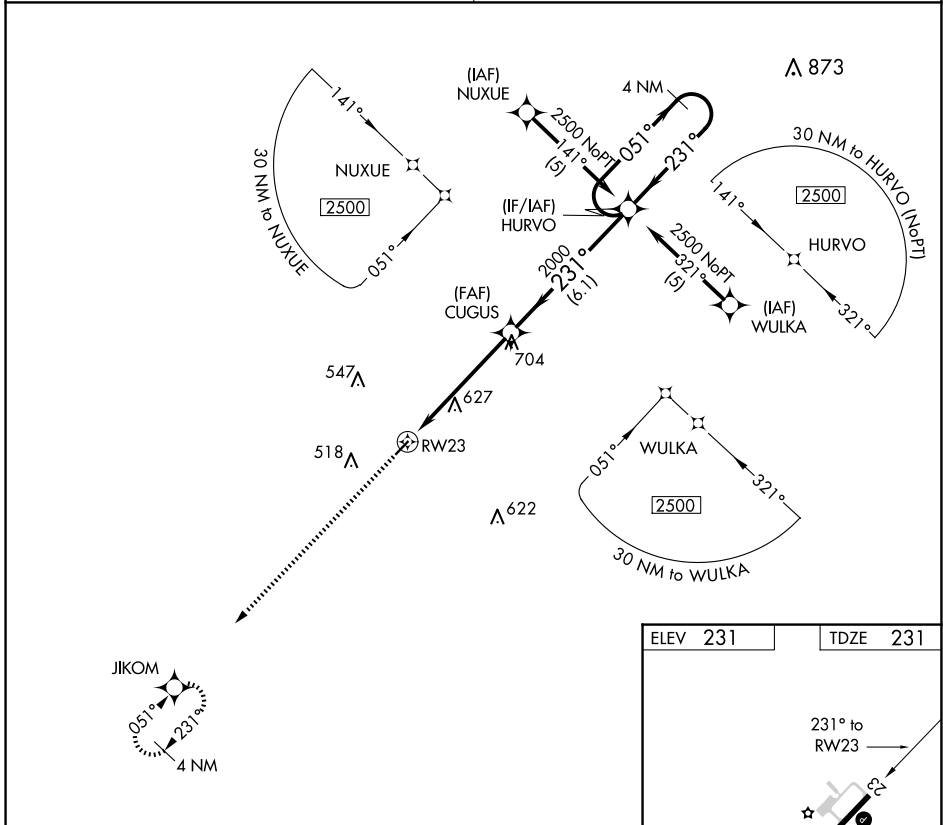 (IAF)
NUXUE
4 NM
873
141°
NUXUE
2500
051°
30 NM to NUXUE
2500 NoPT
141°
(5)
051°
231°
30 NM to HURVO (NoPT)
141°
2500
HURVO
321°
(IF/IAF)
HURVO
2500 NoPT
321°
(5)
(IAF)
WULKA
2000
231°
(6.1)
(FAF)
CUGUS
704
547
627
518
RW23
622
051°
WULKA
321°
2500
30 NM to WULKA
JIKOM
051°
231°
4 NM
ELEV 231
TDZE 231
231° to
RW23
23
P